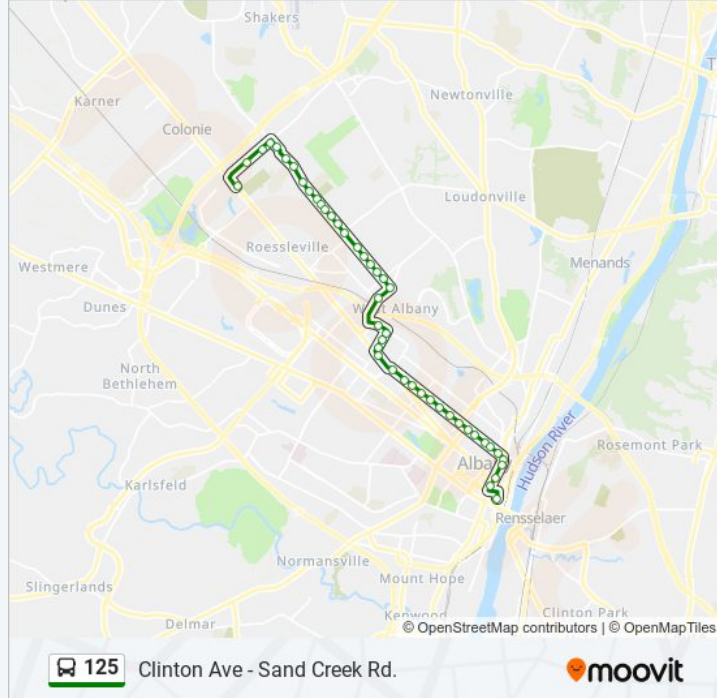 Shakers
Karner
Newtonville
Colonie
Loudonville
Roessleville
Westmere
Menands
Dunes
West Albany
North
Bethlehem
Hudson River
Rosemont Park
Alba
Karlsfeld
Rensselaer
Normansville
Mount Hope
Slingerlands
Kenwood
Clinton Park
Delmar
© OpenStreetMap contributors | © OpenMapTiles
125 Clinton Ave - Sand Creek Rd.
moovit